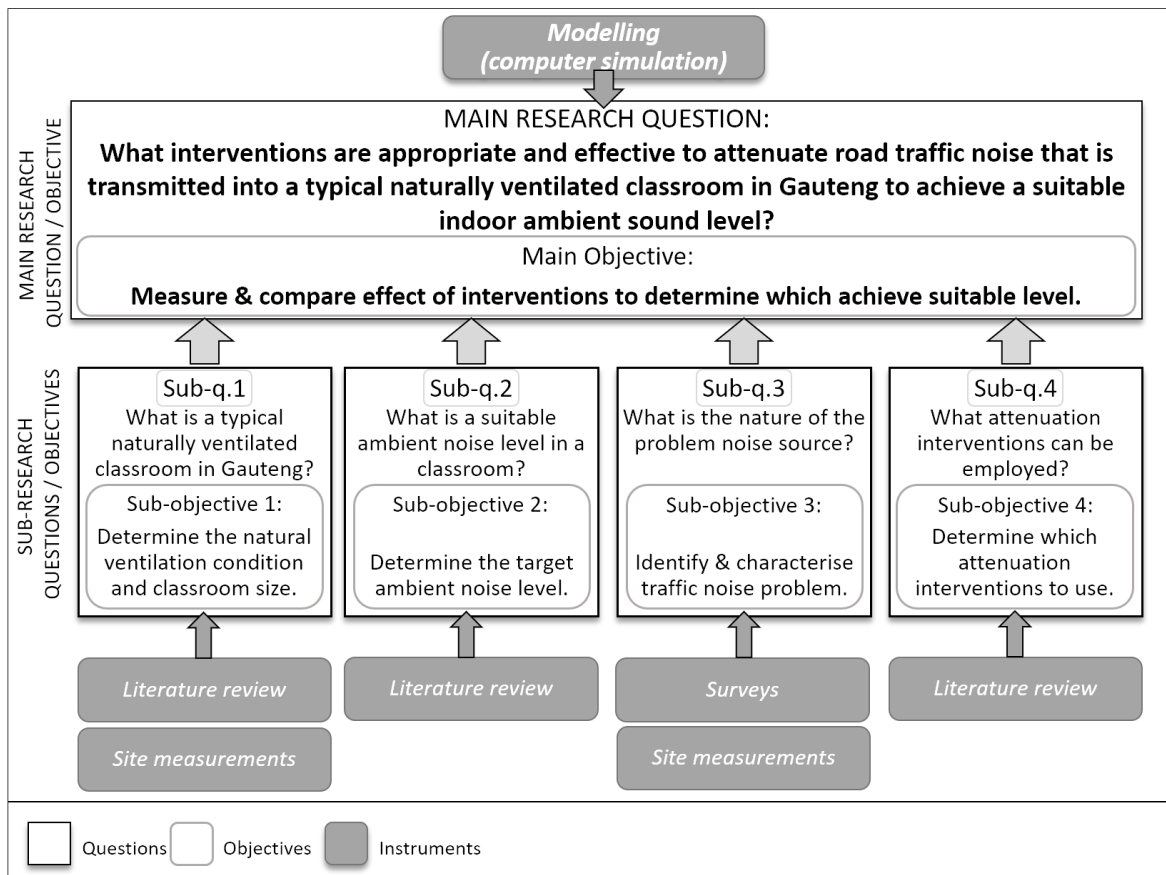 Modelling
(computer simulation)
MAIN RESEARCH
QUESTION / OBJECTIVE
MAIN RESEARCH QUESTION:
What interventions are appropriate and effective to attenuate road traffic noise that is
transmitted into a typical naturally ventilated classroom in Gauteng to achieve a suitable
indoor ambient sound level?
Main Objective:
Measure & compare effect of interventions to determine which achieve suitable level.
SUB-RESEARCH
QUESTIONS / OBJECTIVES
Sub-q.1
What is a typical
naturally ventilated
classroom in Gauteng?
Sub-objective 1:
Determine the natural
ventilation condition
and classroom size.
Literature review
Site measurements
Sub-q.2
What is a suitable
ambient noise level in a
classroom?
Sub-objective 2:
Determine the target
ambient noise level.
Literature review
Sub-q.3
What is the nature of the
problem noise source?
Sub-objective 3:
Identify & characterise
traffic noise problem.
Surveys
Site measurements
Sub-q.4
What attenuation
interventions can be
employed?
Sub-objective 4:
Determine which
attenuation
interventions to use.
Literature review
Questions
Objectives
Instruments